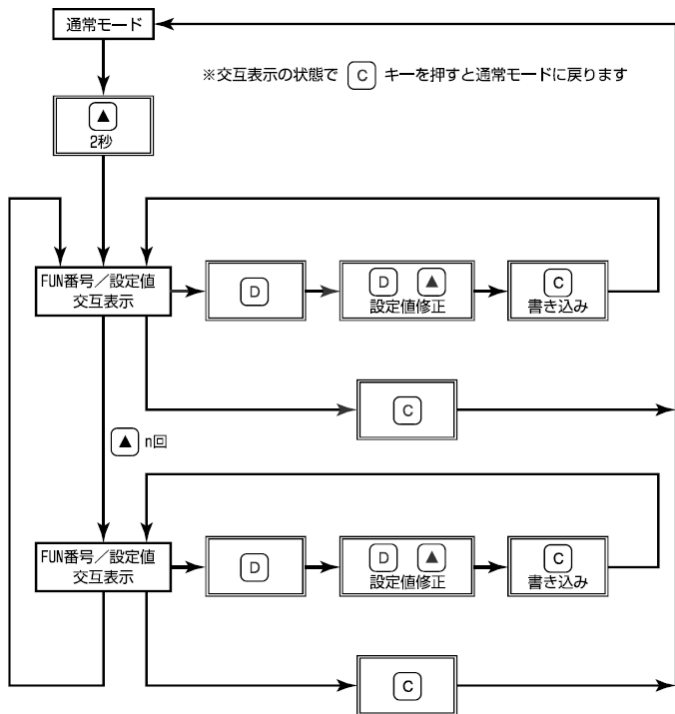 通常モード
※交互表示の状態で C キーを押すと通常モードに戻ります
▲
2秒
FUN番号／設定値
交互表示
D
D ▲
設定値修正
C
書き込み
C
▲ n回
FUN番号／設定値
交互表示
D
D ▲
設定値修正
C
書き込み
C